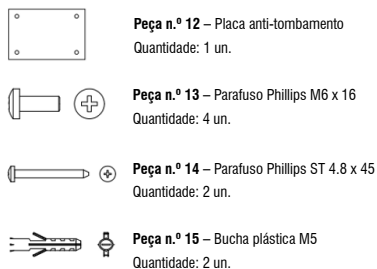 Peça n.º 12 – Placa anti-tombamento
Quantidade: 1 un.
Peça n.º 13 – Parafuso Phillips M6 x 16
Quantidade: 4 un.
Peça n.º 14 – Parafuso Phillips ST 4.8 x 45
Quantidade: 2 un.
Peça n.º 15 – Bucha plástica M5
Quantidade: 2 un.